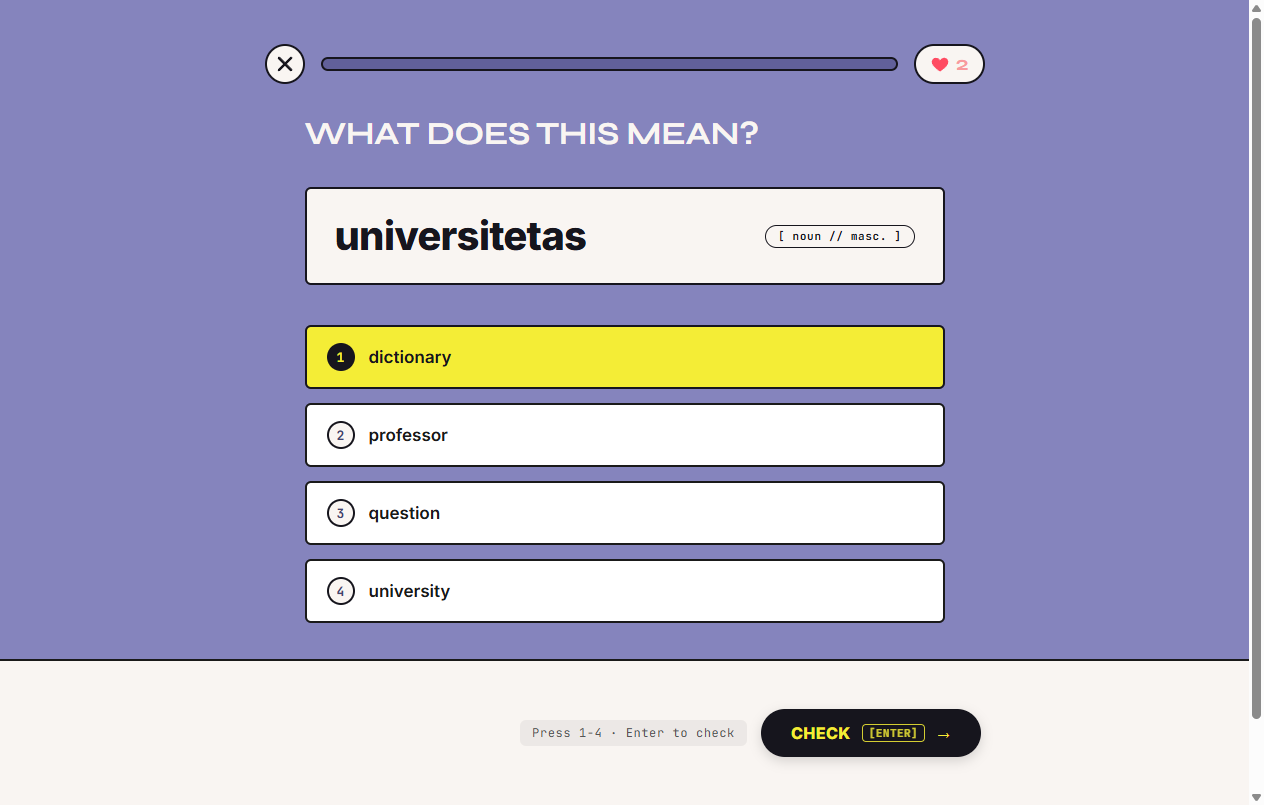 2
WHAT DOES THIS MEAN?
universitetas
[ noun // masc. ]
1 dictionary
2 professor
3 question
4 university
Press 1-4 · Enter to check
CHECK [ENTER] →